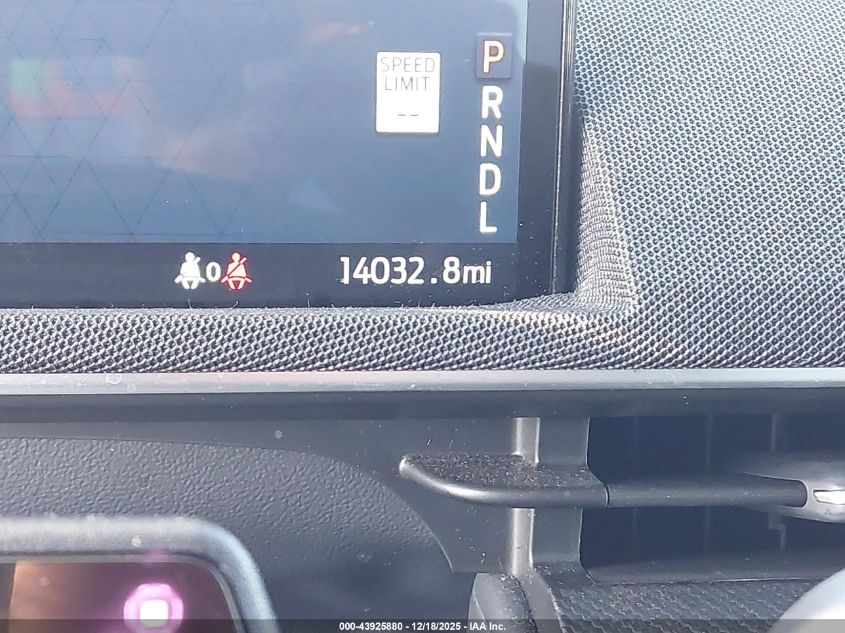 P
SPEED
LIMIT
--
R
N
D
L
0
14032.8mi
000-43925880 - 12/18/2025 - IAA Inc.